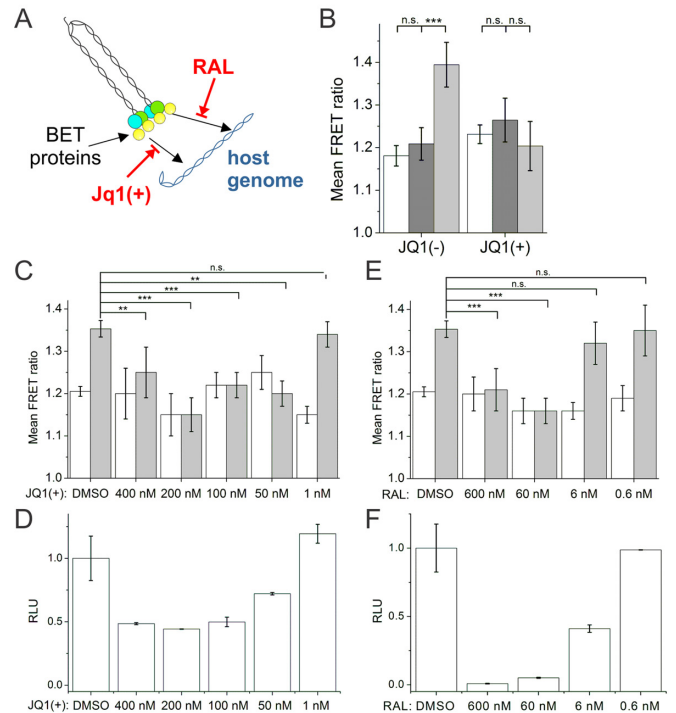 A
RAL
BET
proteins
Jq1(+)
host
genome
B
n.s.
***
n.s.
n.s.
1.4
1.3
1.2
1.1
1.0
Mean FRET ratio
JQ1(-)
JQ1(+)
C
n.s.
**
***
***
**
1.4
1.3
1.2
1.1
1.0
Mean FRET ratio
JQ1(+): DMSO 400 nM 200 nM 100 nM 50 nM 1 nM
E
n.s.
n.s.
***
***
1.4
1.3
1.2
1.1
1.0
Mean FRET ratio
RAL: DMSO 600 nM 60 nM 6 nM 0.6 nM
D
1.0
0.5
0.0
RLU
JQ1(+): DMSO 400 nM 200 nM 100 nM 50 nM 1 nM
F
1.0
0.5
0.0
RLU
RAL: DMSO 600 nM 60 nM 6 nM 0.6 nM